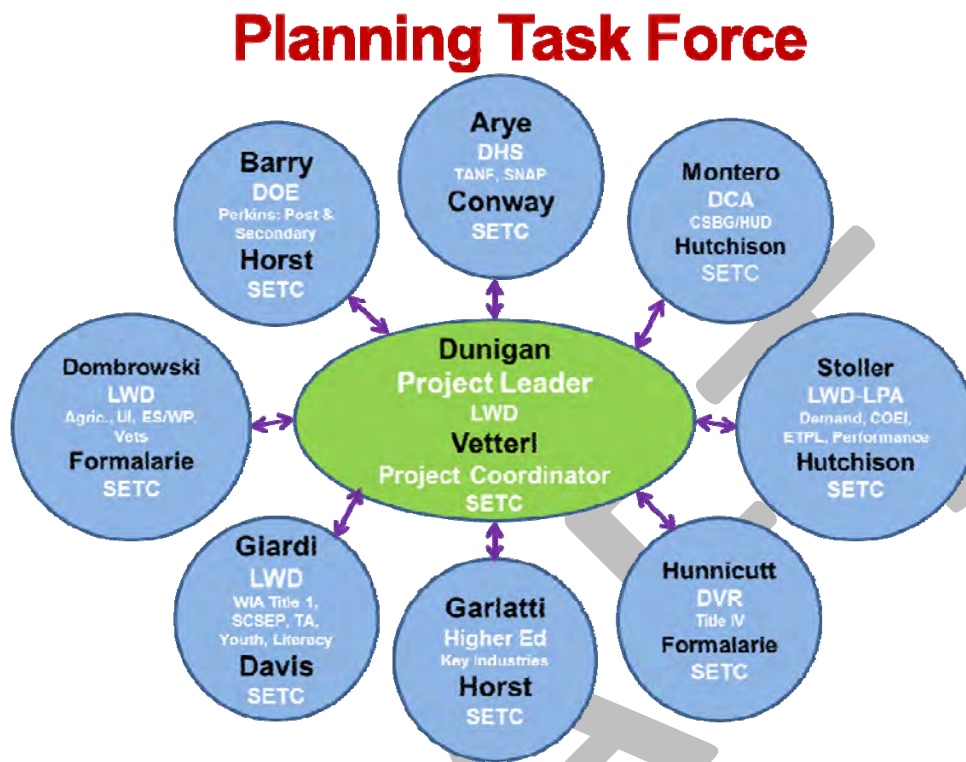 Planning Task Force
Arye
DHS
TANF, SNAP
Conway
SETC
Barry
DOE
Perkins: Post &
Secondary
Horst
SETC
Montero
DCA
CSBG/HUD
Hutchison
SETC
Dombrowski
LWD
Agric., UI, ES/WP,
Vets
Formalarie
SETC
Dunigan
Project Leader
LWD
Vetterl
Project Coordinator
SETC
Stoller
LWD-LPA
Demand, COEI,
ETPL, Performance
Hutchison
SETC
Giardi
LWD
WIA Title 1,
SCSEP, TA,
Youth, Literacy
Davis
SETC
Garlatti
Higher Ed
Key Industries
Horst
SETC
Hunnicutt
DVR
Title IV
Formalarie
SETC